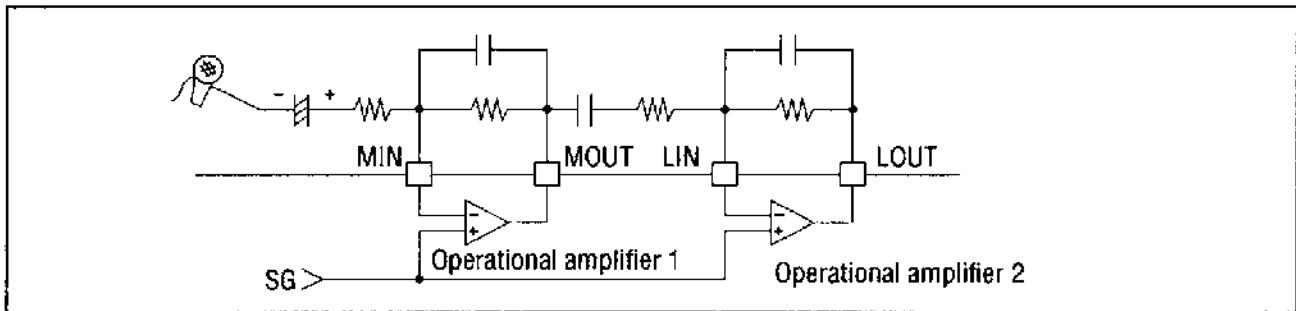 - +
MIN MOUT LIN LOUT
- -
+ +
Operational amplifier 1 Operational amplifier 2
SG